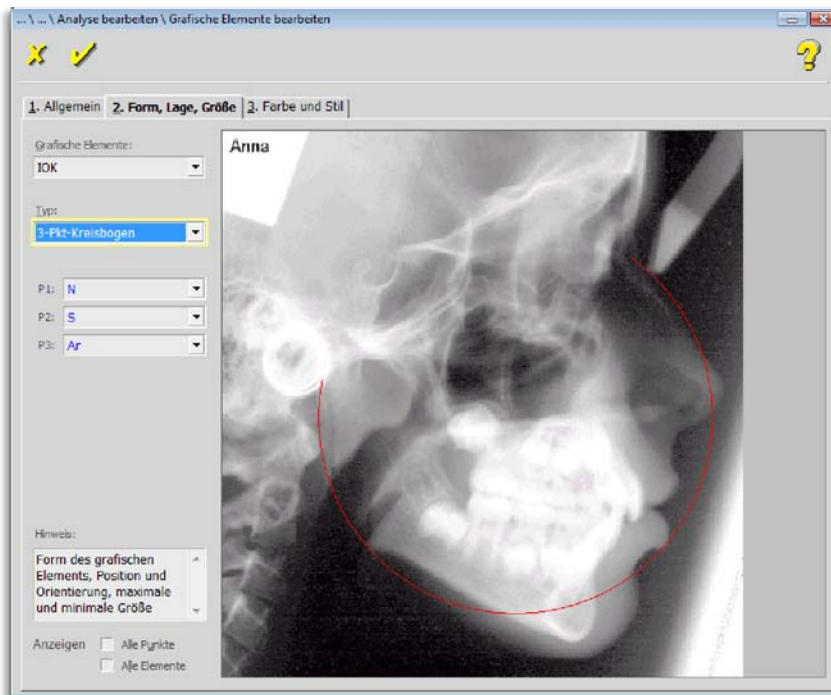 ... \ ... \ Analyse bearbeiten \ Grafische Elemente bearbeiten
1. Allgemein
2. Form, Lage, Größe
3. Farbe und Stil
Grafische Elemente:
IOK
Typ:
3-Pkt-Kreisbogen
P1: N
P2: S
P3: Ar
Anna
Hinweis:
Form des grafischen
Elements, Position und
Orientierung, maximale
und minimale Größe
Anzeigen
Alle Punkte
Alle Elemente